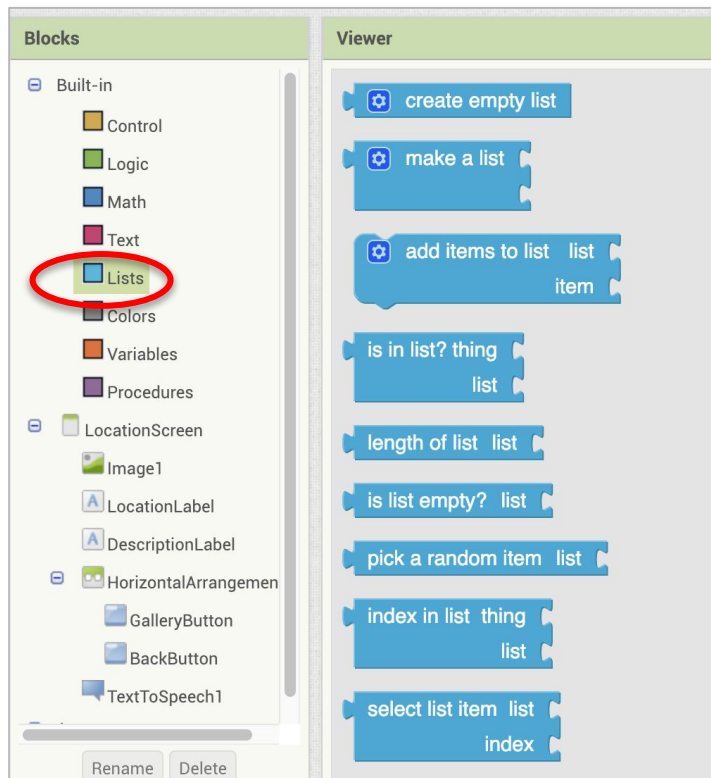 Blocks
Built-in
Control
Logic
Math
Text
Lists
Colors
Variables
Procedures
LocationScreen
Image1
A LocationLabel
A DescriptionLabel
HorizontalArrangemen
GalleryButton
BackButton
TextToSpeech1
Rename Delete
Viewer
create empty list
make a list
add items to list list
item
is in list? thing
list
length of list list
is list empty? list
pick a random item list
index in list thing
list
select list item list
index